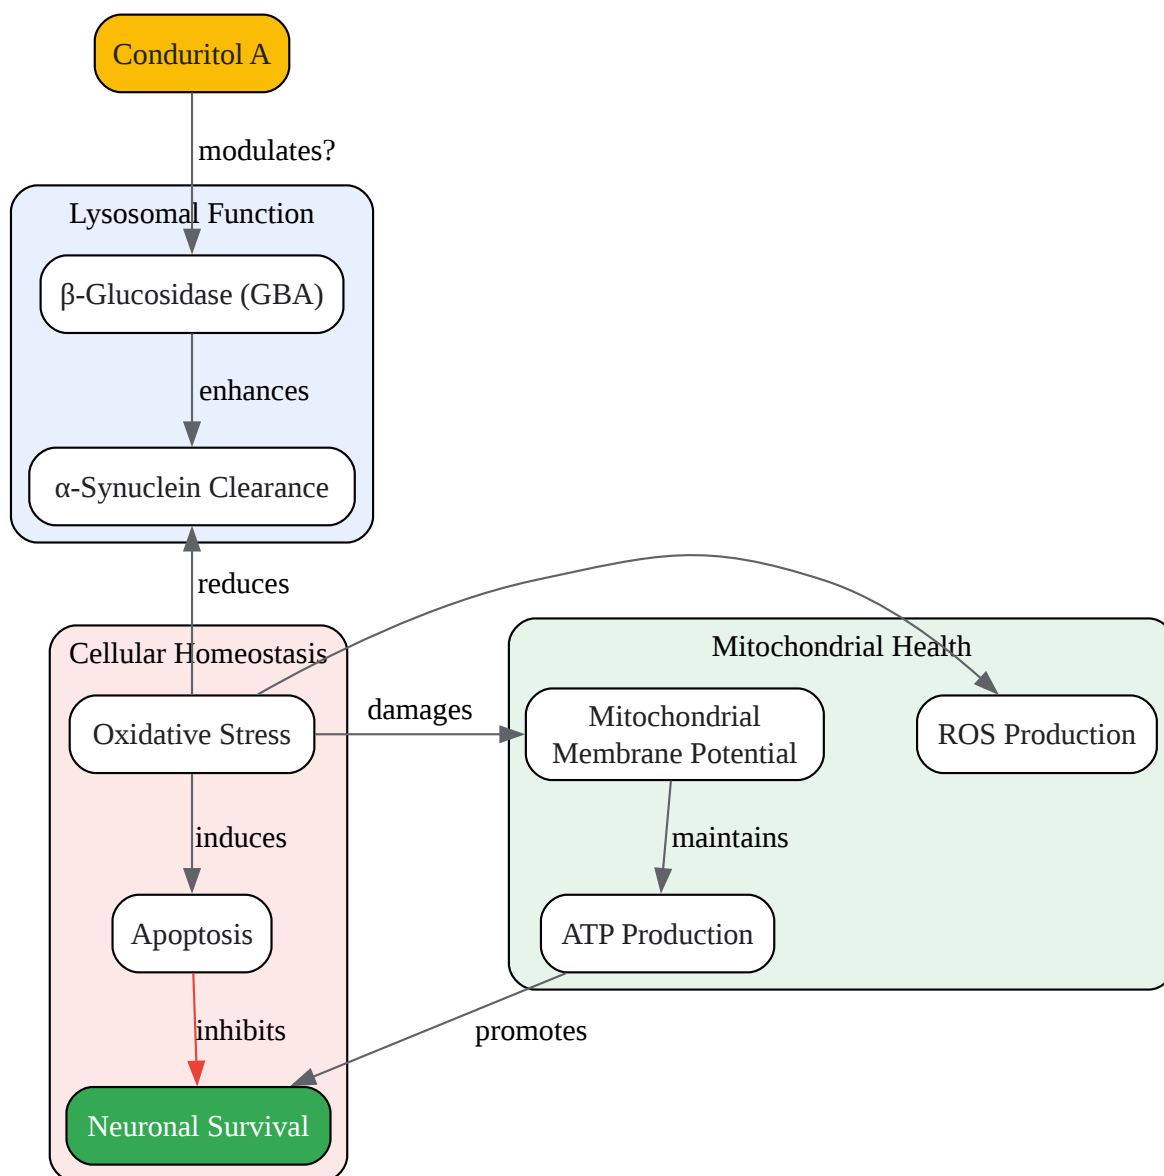 Conduritol A
modulates?
Lysosomal Function
β-Glucosidase (GBA)
enhances
α-Synuclein Clearance
reduces
Cellular Homeostasis
Mitochondrial Health
Oxidative Stress
damages
Mitochondrial
Membrane Potential
ROS Production
induces
maintains
Apoptosis
ATP Production
inhibits
promotes
Neuronal Survival